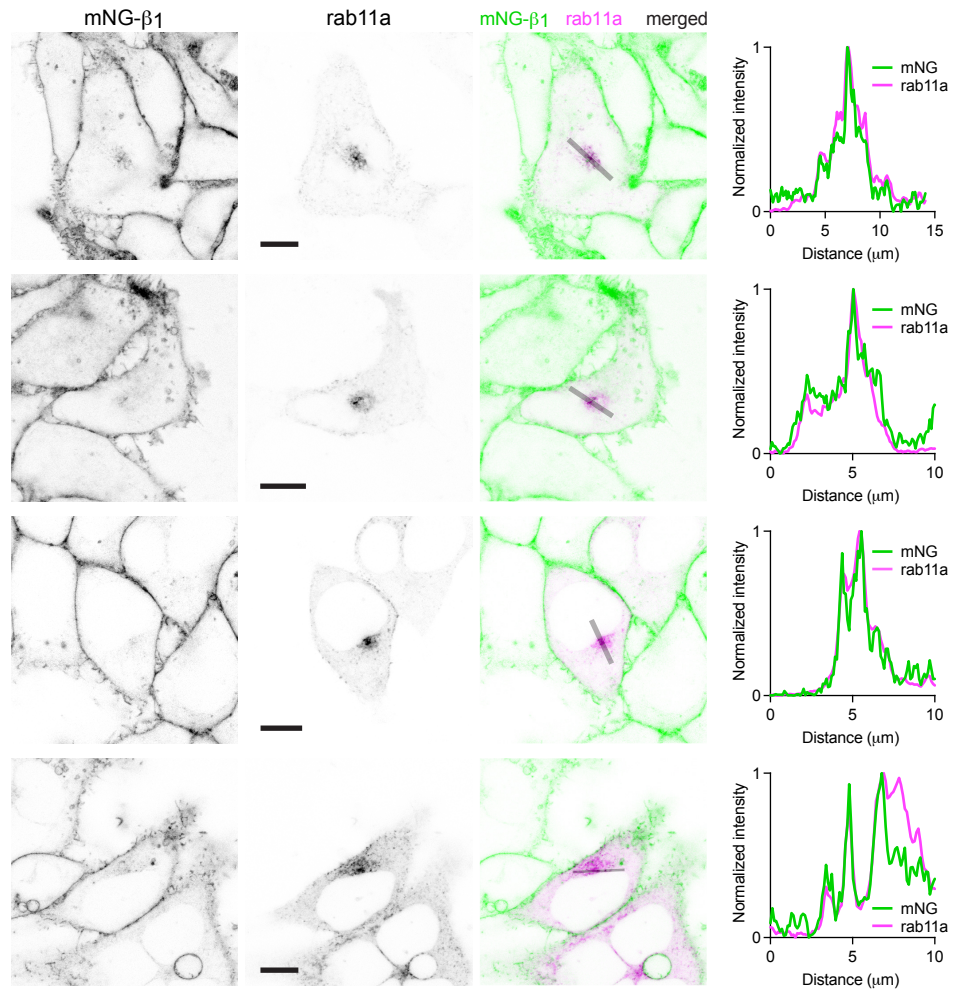 mNG-β1 rab11a mNG-β1 rab11a merged
Normalized intensity
1
0
0 5 10 15
Distance (μm)
mNG
rab11a
Normalized intensity
1
0
0 5 10
Distance (μm)
mNG
rab11a
Normalized intensity
1
0
0 5 10
Distance (μm)
mNG
rab11a
Normalized intensity
1
0
0 5 10
Distance (μm)
mNG
rab11a